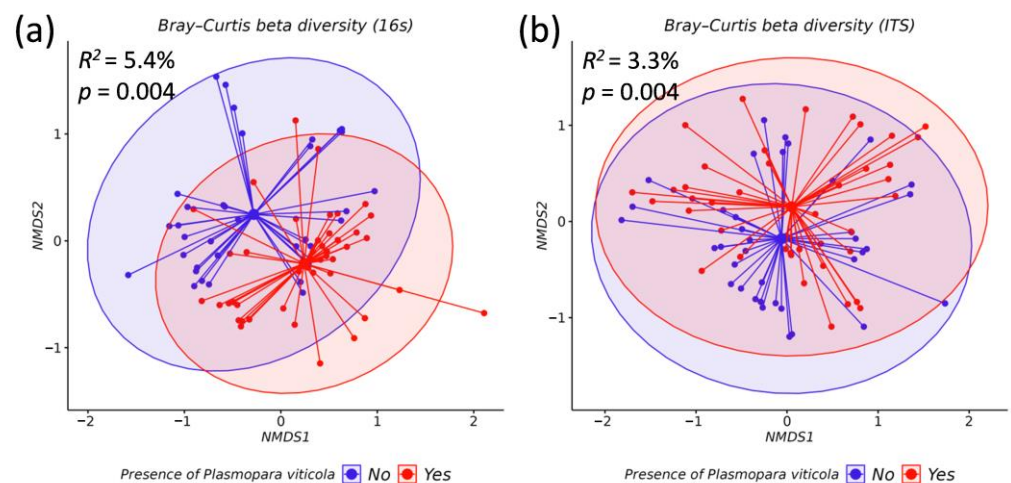 (a)
Bray–Curtis beta diversity (16s)
R² = 5.4%
p = 0.004
NMDS2
1
0
−1
−2
−1
0
1
2
NMDS1
Presence of Plasmopara viticola No Yes
(b)
Bray–Curtis beta diversity (ITS)
R² = 3.3%
p = 0.004
NMDS2
1
0
−1
−2
−1
0
1
2
NMDS1
Presence of Plasmopara viticola No Yes